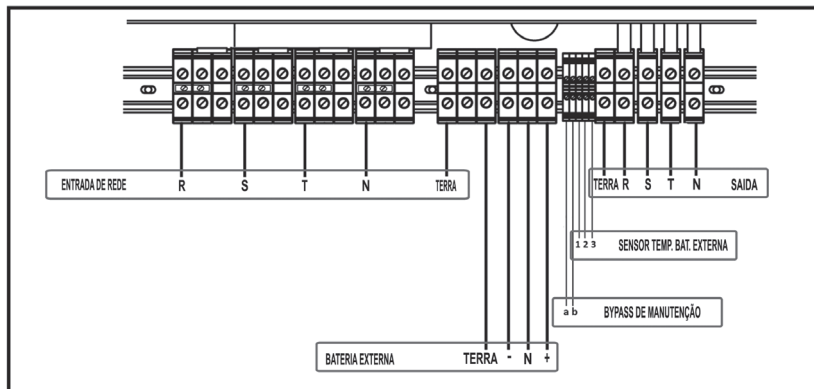 ENTRADA DE REDE R S T N TERRA
TERRA R S T N SAIDA
1 2 3 SENSOR TEMP. BAT. EXTERNA
a b BYPASS DE MANUTENÇÃO
BATERIA EXTERNA TERRA - N +